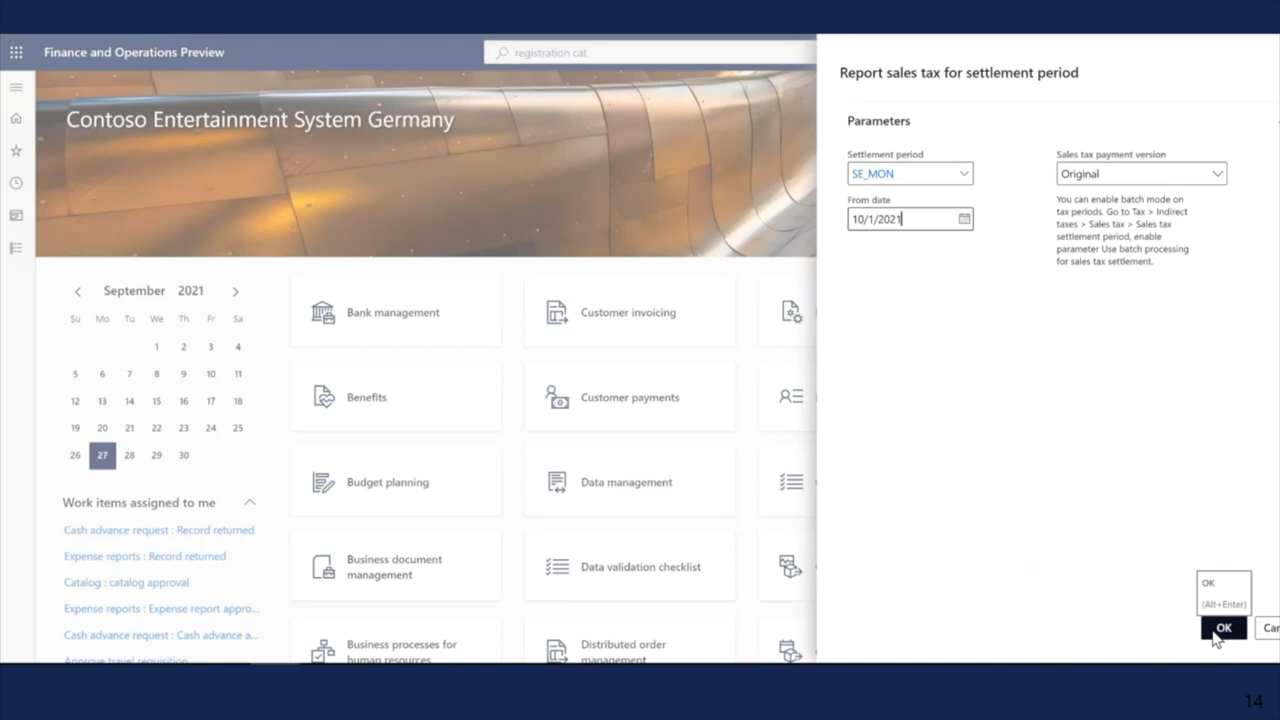 Finance and Operations Preview
registration cat
Report sales tax for settlement period
Contoso Entertainment System Germany
Parameters
Settlement period
SE_MON
Sales tax payment version
Original
From date
10/1/2021
You can enable batch mode on
tax periods. Go to Tax > Indirect
taxes > Sales tax > Sales tax
settlement period, enable
parameter Use batch processing
for sales tax settlement.
September 2021
Su Mo Tu We Th Fr Sa
1 2 3 4
5 6 7 8 9 10 11
12 13 14 15 16 17 18
19 20 21 22 23 24 25
26 27 28 29 30
Work items assigned to me
Cash advance request : Record returned
Expense reports : Record returned
Catalog : catalog approval
Expense reports : Expense report appro...
Cash advance request : Cash advance a...
Approve travel requisition
Bank management
Customer invoicing
Benefits
Customer payments
Budget planning
Data management
Business document
management
Data validation checklist
Business processes for
human resources
Distributed order
management
OK
(Alt+Enter)
OK
Can
14